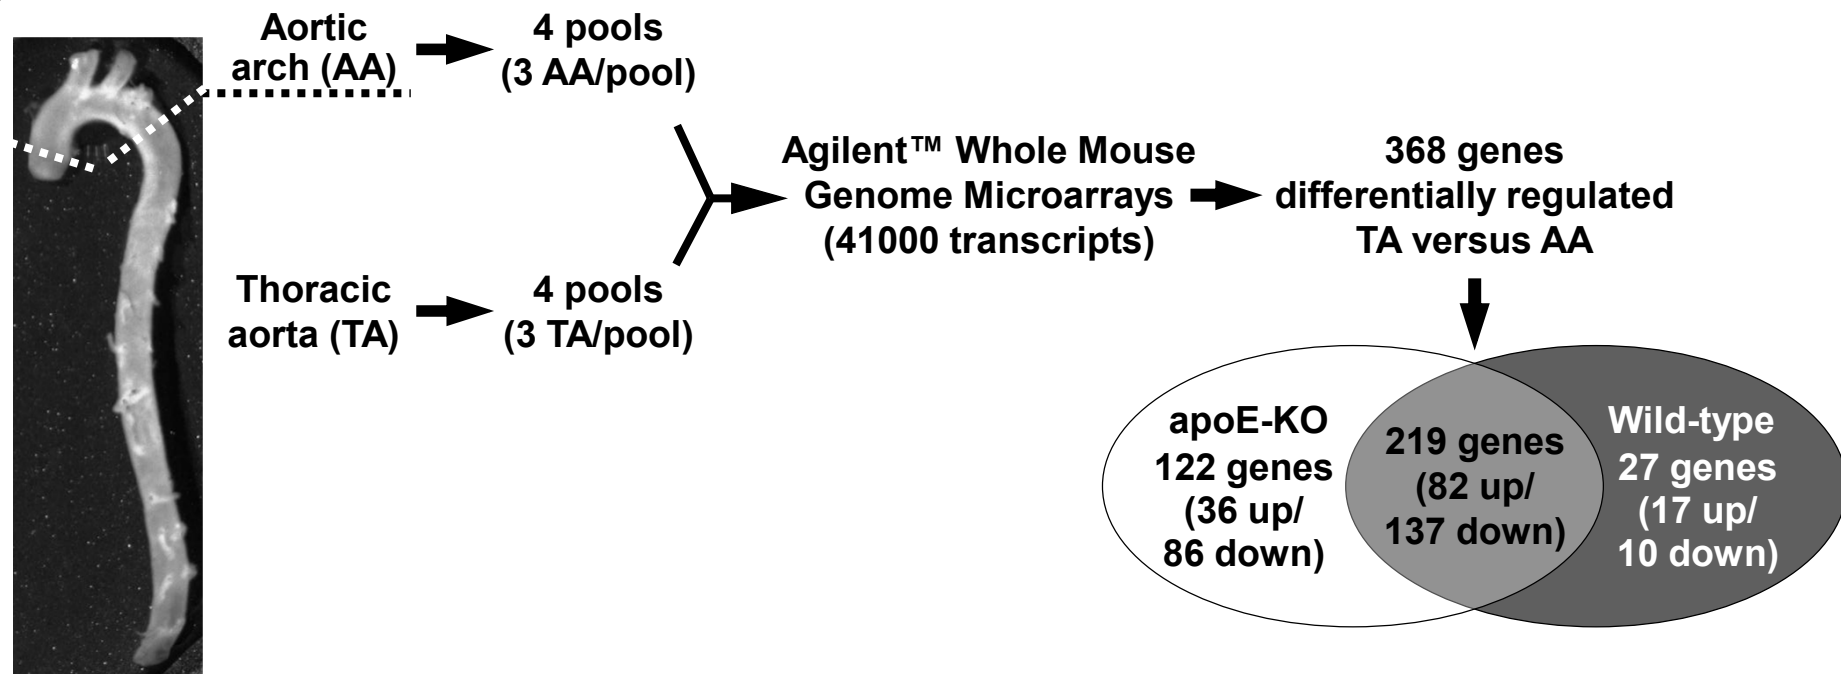 Aortic
arch (AA)
4 pools
(3 AA/pool)
Thoracic
aorta (TA)
4 pools
(3 TA/pool)
Agilent™ Whole Mouse
Genome Microarrays
(41000 transcripts)
368 genes
differentially regulated
TA versus AA
apoE-KO
122 genes
(36 up/
86 down)
219 genes
(82 up/
137 down)
Wild-type
27 genes
(17 up/
10 down)